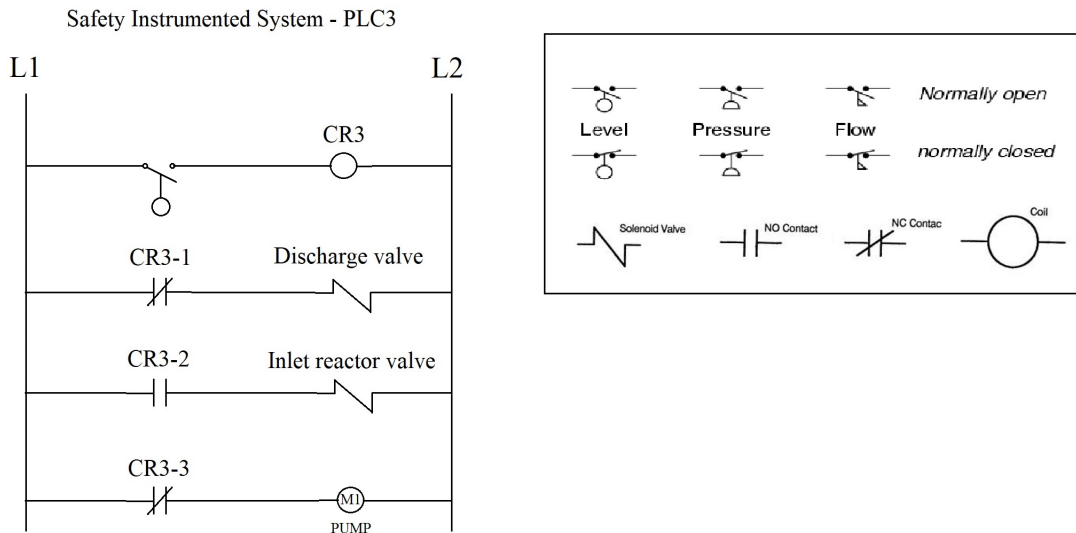 Safety Instrumented System - PLC3
L1
L2
CR3
CR3-1
Discharge valve
CR3-2
Inlet reactor valve
CR3-3
M1
PUMP
Normally open
Level
Pressure
Flow
normally closed
Solenoid Valve
NO Contact
NC Contac
Coil